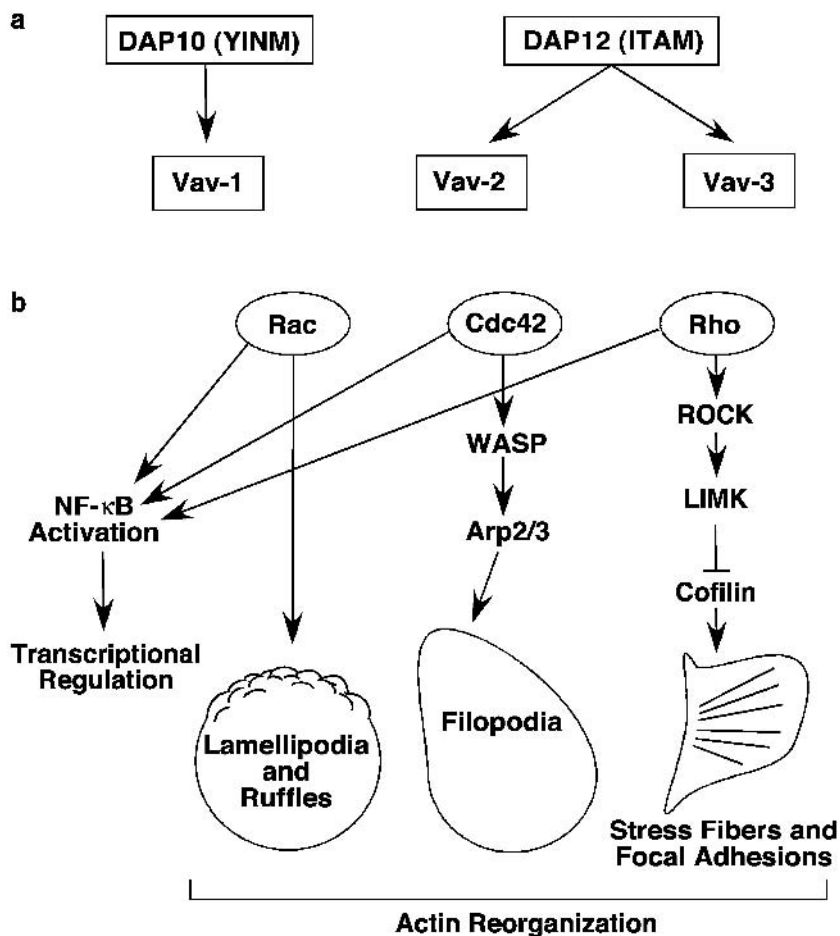 a
DAP10 (YINM)
DAP12 (ITAM)
Vav-1
Vav-2
Vav-3
b
Rac
Cdc42
Rho
ROCK
WASP
LIMK
NF-κB
Activation
Arp2/3
Cofilin
Transcriptional
Regulation
Lamellipodia
and
Ruffles
Filopodia
Stress Fibers and
Focal Adhesions
Actin Reorganization